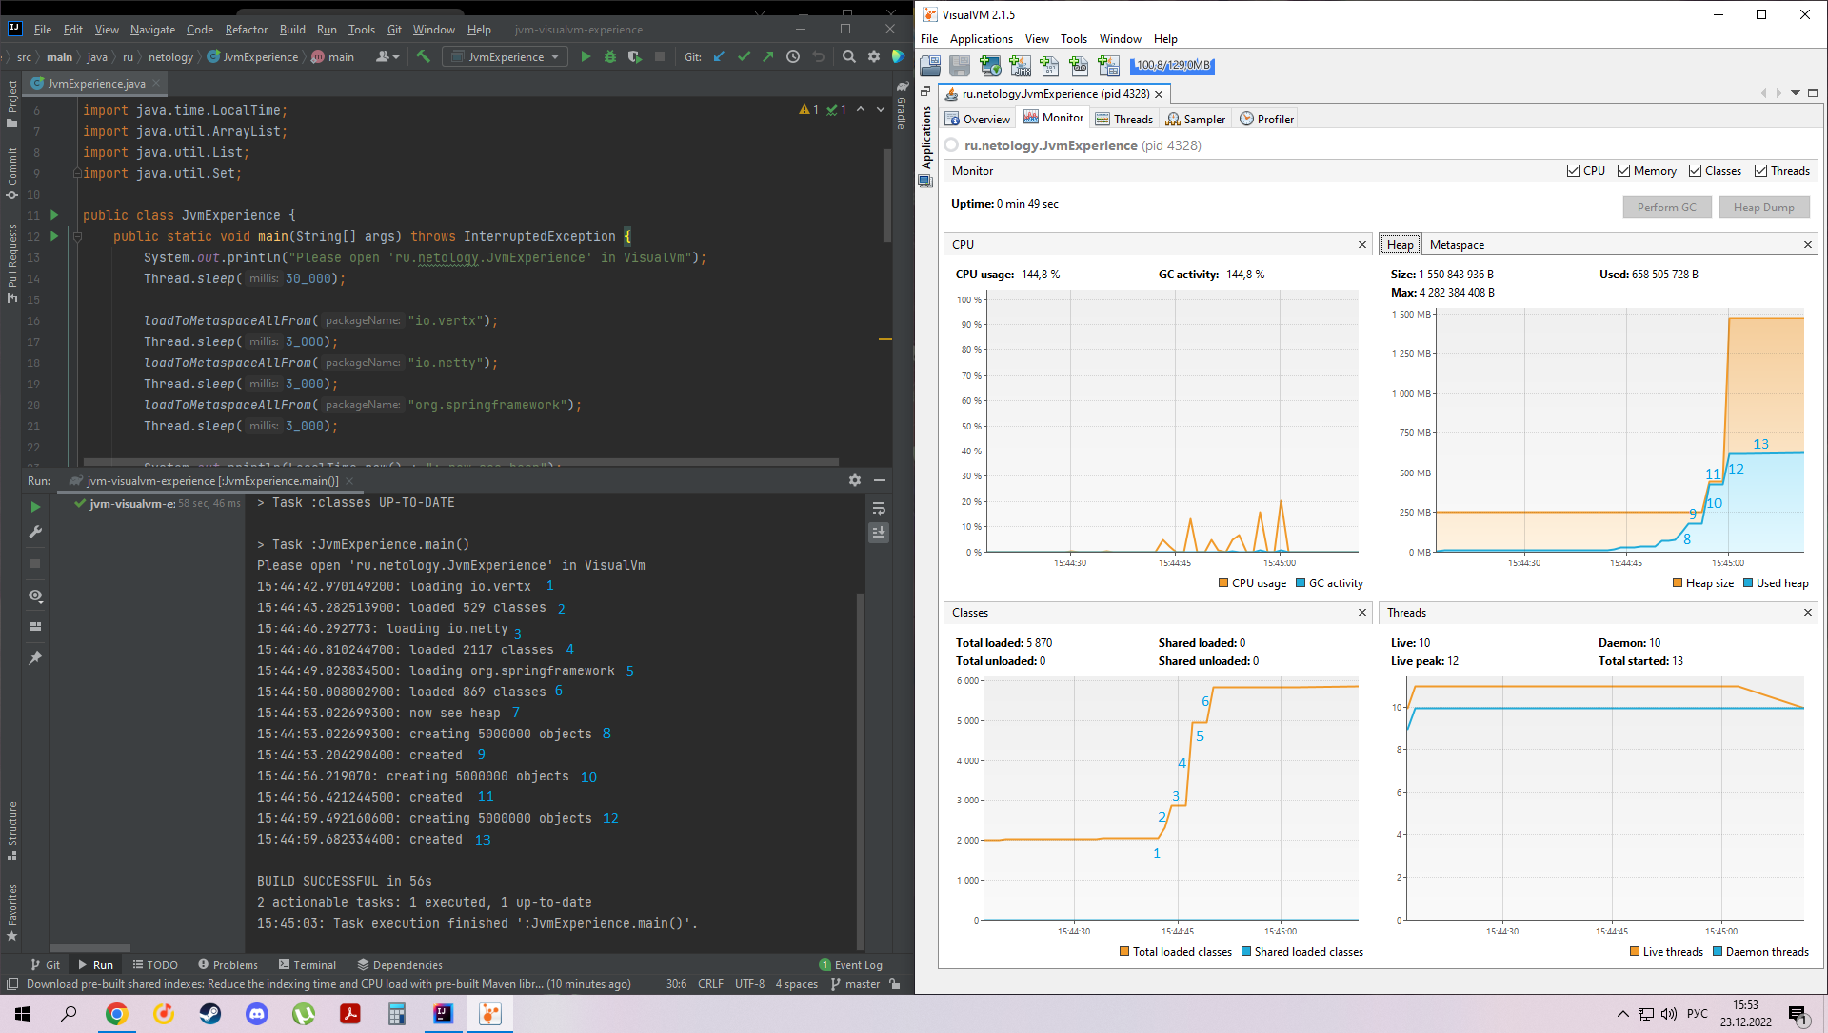 File Edit View Navigate Code Refactor Build Run Tools Git Window Help jvm-visualvm-experience
src main java ru netology JvmExperience main JvmExperience Git:
JvmExperience.java
Project
Commit
Pull Requests
Structure
Favorites
Gradle
1 1
6 import java.time.LocalTime;
7 import java.util.ArrayList;
8 import java.util.List;
9 import java.util.Set;
10
11 public class JvmExperience {
12 public static void main(String[] args) throws InterruptedException {
13 System.out.println("Please open 'ru.netology.JvmExperience' in VisualVm");
14 Thread.sleep( millis: 30_000);
15
16 loadToMetaspaceAllFrom( packageName: "io.vertx");
17 Thread.sleep( millis: 3_000);
18 loadToMetaspaceAllFrom( packageName: "io.netty");
19 Thread.sleep( millis: 3_000);
20 loadToMetaspaceAllFrom( packageName: "org.springframework");
21 Thread.sleep( millis: 3_000);
22
Run: jvm-visualvm-experience [:JvmExperience.main()]
jvm-visualvm-e: 58 sec, 46 ms
> Task :classes UP-TO-DATE
> Task :JvmExperience.main()
Please open 'ru.netology.JvmExperience' in VisualVm
15:44:42.970149200: loading io.vertx 1
15:44:43.282513900: loaded 529 classes 2
15:44:46.292773: loading io.netty 3
15:44:46.810244700: loaded 2117 classes 4
15:44:49.823834500: loading org.springframework 5
15:44:50.008002900: loaded 869 classes 6
15:44:53.022699300: now see heap 7
15:44:53.022699300: creating 5000000 objects 8
15:44:53.204290400: created 9
15:44:56.219070: creating 5000000 objects 10
15:44:56.421244500: created 11
15:44:59.492160600: creating 5000000 objects 12
15:44:59.682334400: created 13
BUILD SUCCESSFUL in 56s
2 actionable tasks: 1 executed, 1 up-to-date
15:45:03: Task execution finished ':JvmExperience.main()'.
Git Run TODO Problems Terminal Dependencies 1 Event Log
Download pre-built shared indexes: Reduce the indexing time and CPU load with pre-built Maven libr... (10 minutes ago) 30:6 CRLF UTF-8 4 spaces master
VisualVM 2.1.5
File Applications View Tools Window Help
100,8/129,0MB
Applications
ru.netology.JvmExperience (pid 4328)
Overview Monitor Threads Sampler Profiler
ru.netology.JvmExperience (pid 4328)
Monitor CPU Memory Classes Threads
Uptime: 0 min 49 sec
Perform GC Heap Dump
CPU x
CPU usage: 144,8 % GC activity: 144,8 %
100 %
90 %
80 %
70 %
60 %
50 %
40 %
30 %
20 %
10 %
0 %
15:44:30 15:44:45 15:45:00
CPU usage GC activity
Heap Metaspace x
Size: 1 550 843 936 B Used: 658 505 728 B
Max: 4 282 384 408 B
1 500 MB
1 250 MB
1 000 MB
750 MB
500 MB
250 MB
0 MB
13
11 12
10
9
8
15:44:30 15:44:45 15:45:00
Heap size Used heap
Classes x
Total loaded: 5 870 Shared loaded: 0
Total unloaded: 0 Shared unloaded: 0
6 000
5 000
4 000
3 000
2 000
1 000
0
6
5
4
3
2
1
15:44:30 15:44:45 15:45:00
Total loaded classes Shared loaded classes
Threads x
Live: 10 Daemon: 10
Live peak: 12 Total started: 13
10
8
6
4
2
0
15:44:30 15:44:45 15:45:00
Live threads Daemon threads
РУС 15:53
23.12.2022
1